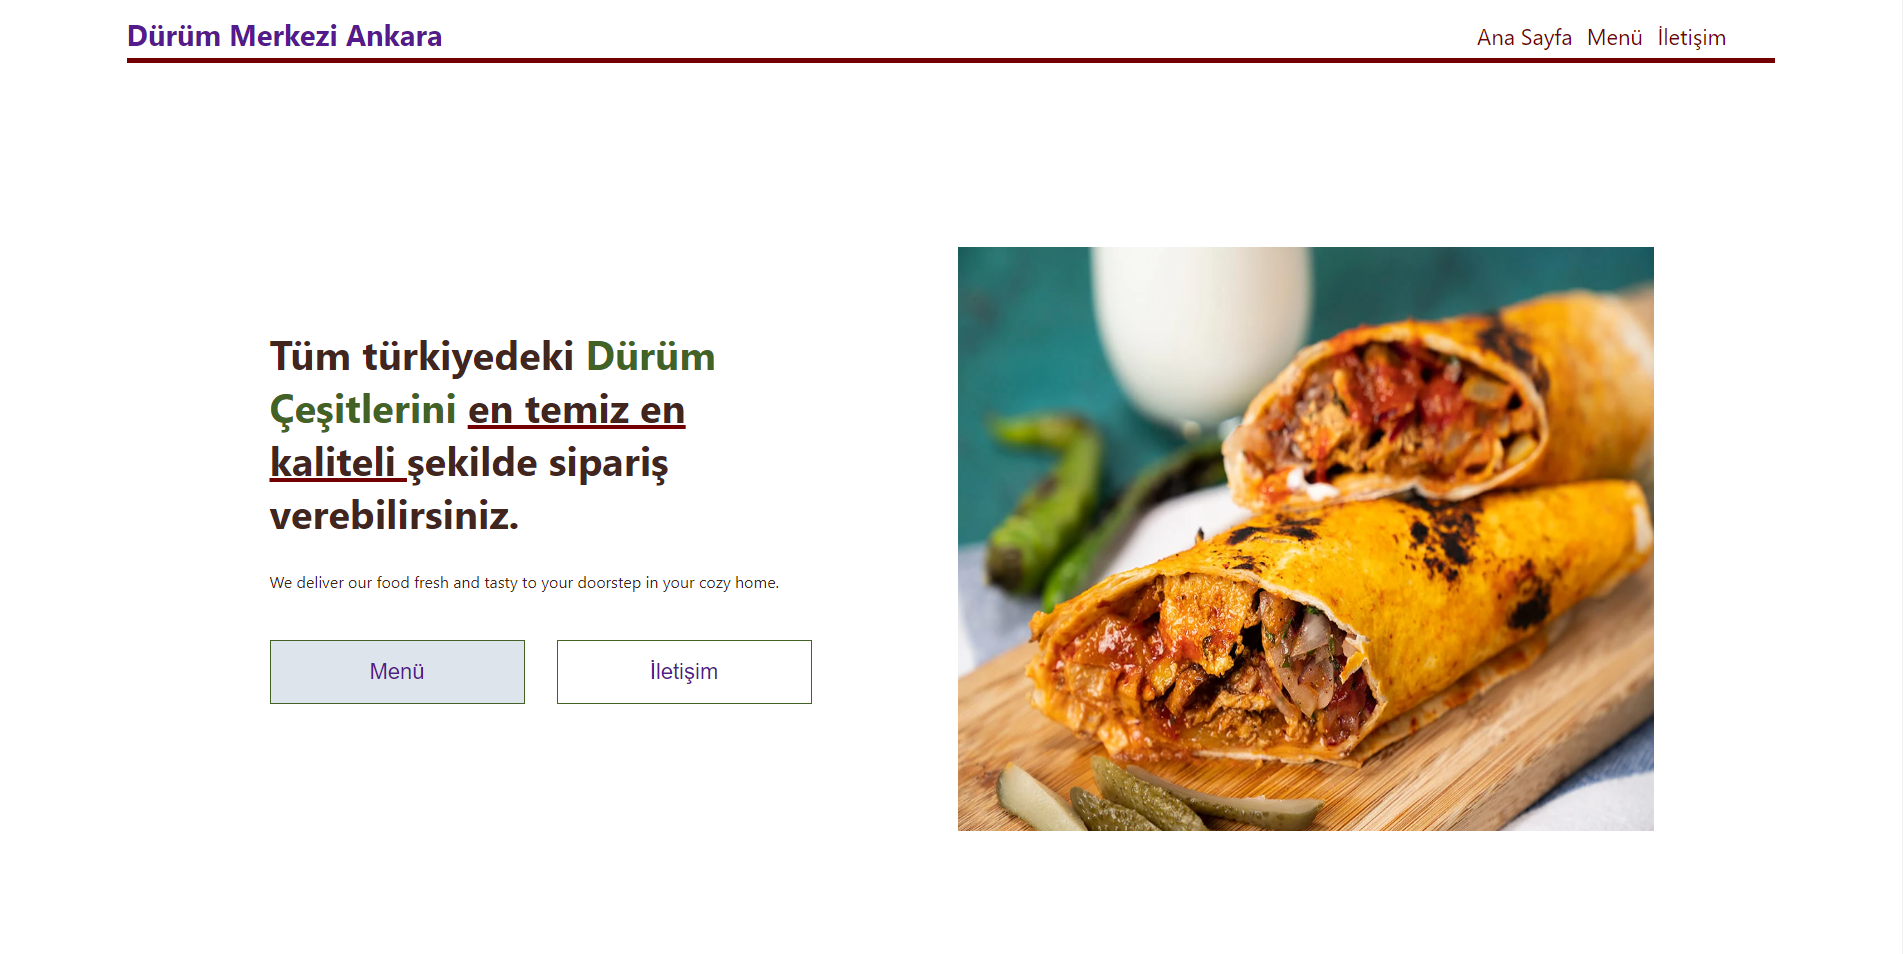 Dürüm Merkezi Ankara
Ana Sayfa Menü İletişim
Tüm türkiyedeki Dürüm
Çeşitlerini en temiz en
kaliteli şekilde sipariş
verebilirsiniz.
We deliver our food fresh and tasty to your doorstep in your cozy home.
Menü
İletişim